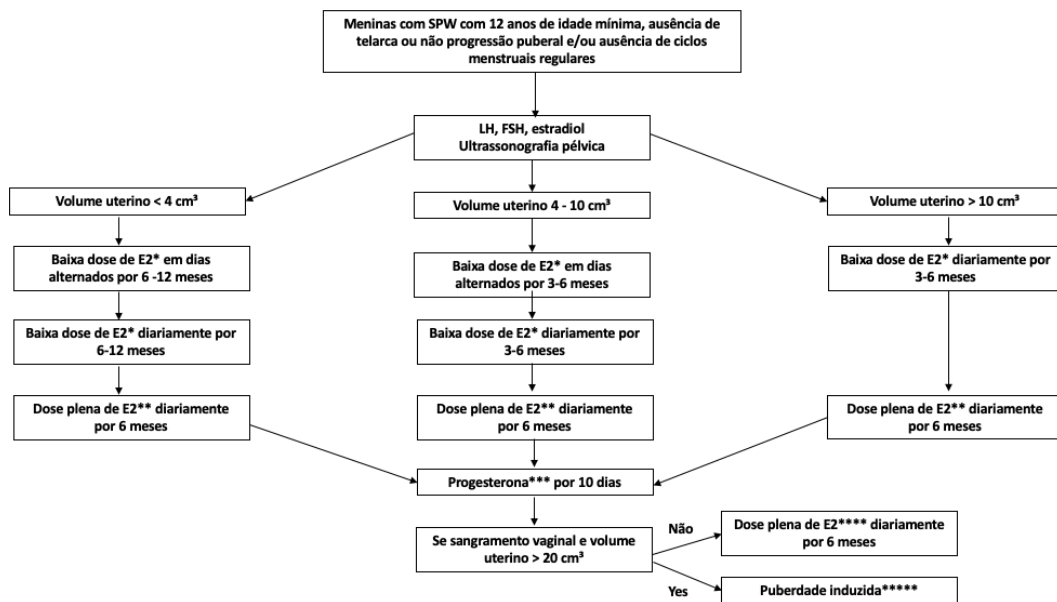 Meninas com SPW com 12 anos de idade mínima, ausência de
telarca ou não progressão puberal e/ou ausência de ciclos
menstruais regulares
LH, FSH, estradiol
Ultrassonografia pélvica
Volume uterino < 4 cm³
Volume uterino 4 - 10 cm³
Volume uterino > 10 cm³
Baixa dose de E2* em dias
alternados por 6 -12 meses
Baixa dose de E2* em dias
alternados por 3-6 meses
Baixa dose de E2* diariamente por
3-6 meses
Baixa dose de E2* diariamente por
6-12 meses
Baixa dose de E2* diariamente por
3-6 meses
Dose plena de E2** diariamente
por 6 meses
Dose plena de E2** diariamente
por 6 meses
Dose plena de E2** diariamente
por 6 meses
Progesterona*** por 10 dias
Se sangramento vaginal e volume
uterino > 20 cm³
Não
Dose plena de E2**** diariamente
por 6 meses
Yes
Puberdade induzida*****